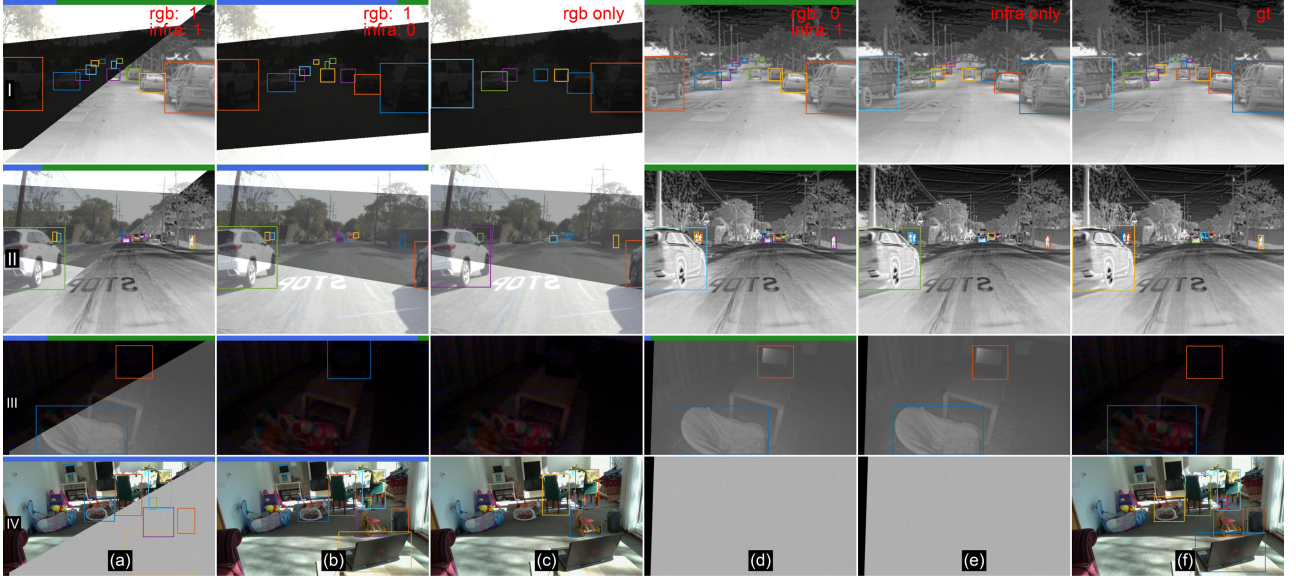 rgb: 1
infra: 1
rgb: 1
infra: 0
rgb only
rgb: 0
infra: 1
infra only
gt
I
II
STOP
STOP
STOP
STOP
STOP
STOP
III
IV
(a)
(b)
(c)
(d)
(e)
(f)